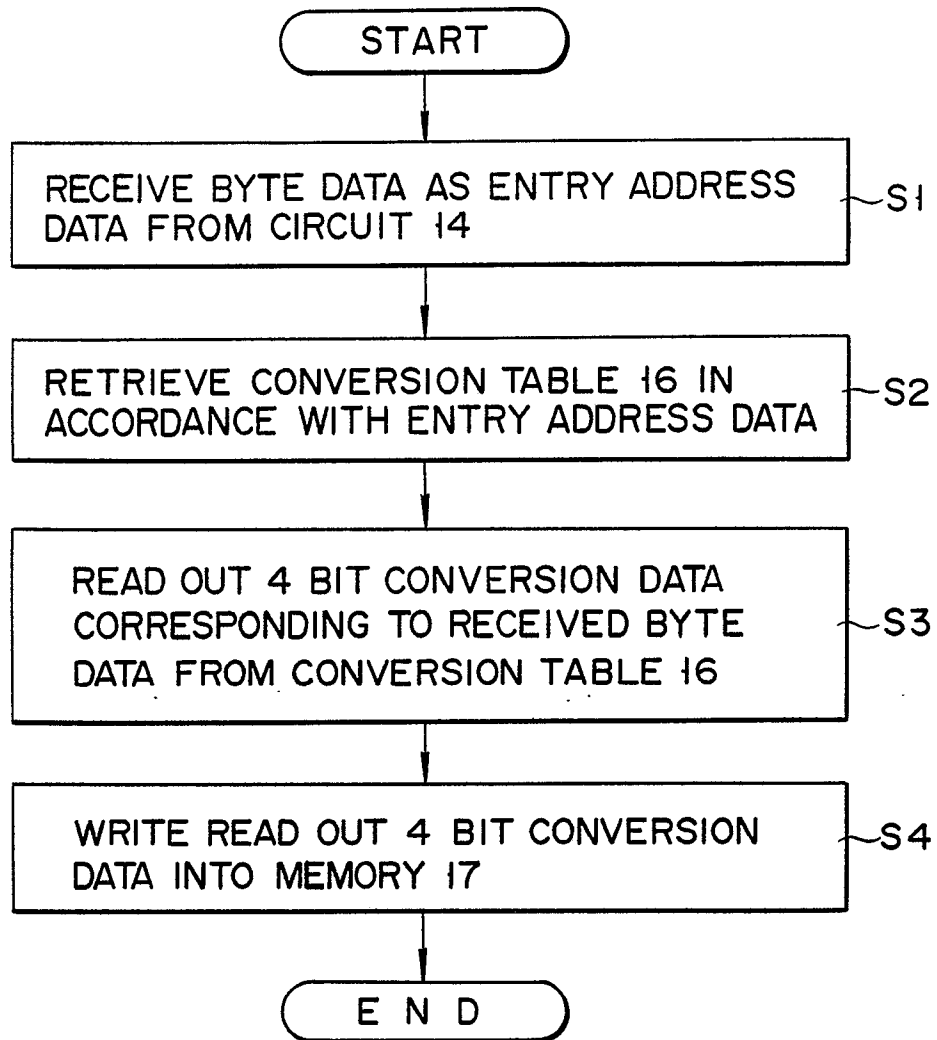 START
RECEIVE BYTE DATA AS ENTRY ADDRESS
DATA FROM CIRCUIT 14
S1
RETRIEVE CONVERSION TABLE 16 IN
ACCORDANCE WITH ENTRY ADDRESS DATA
S2
READ OUT 4 BIT CONVERSION DATA
CORRESPONDING TO RECEIVED BYTE
DATA FROM CONVERSION TABLE 16
S3
WRITE READ OUT 4 BIT CONVERSION
DATA INTO MEMORY 17
S4
END